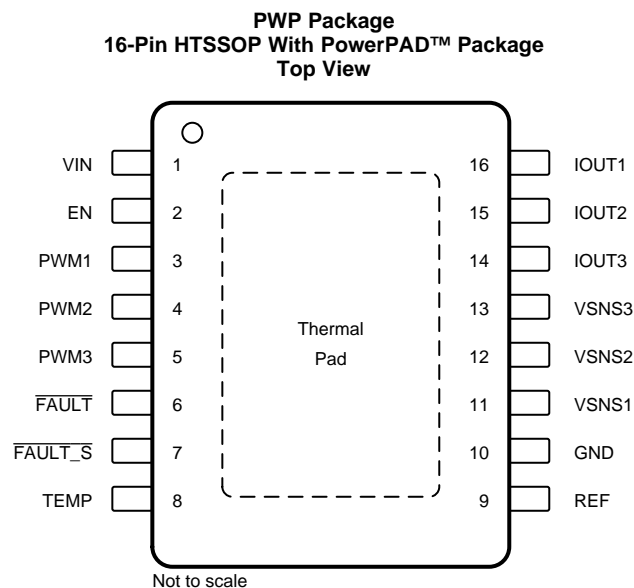 PWP Package
16-Pin HTSSOP With PowerPAD™ Package
Top View
VIN 1 16 IOUT1
EN 2 15 IOUT2
PWM1 3 14 IOUT3
PWM2 4 13 VSNS3
Thermal
Pad
PWM3 5 12 VSNS2
FAULT 6 11 VSNS1
FAULT_S 7 10 GND
TEMP 8 9 REF
Not to scale